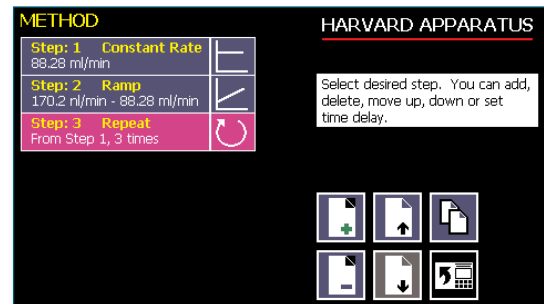 METHOD
Step: 1 Constant Rate
88.28 ml/min
Step: 2 Ramp
170.2 nl/min - 88.28 ml/min
Step: 3 Repeat
From Step 1, 3 times
HARVARD APPARATUS
Select desired step. You can add,
delete, move up, down or set
time delay.